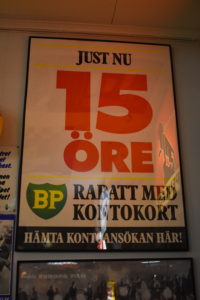 JUST NU
15
ÖRE
BP
RABATT MED
KONTOKORT
HÄMTA KONTOANSÖKAN HÄR!